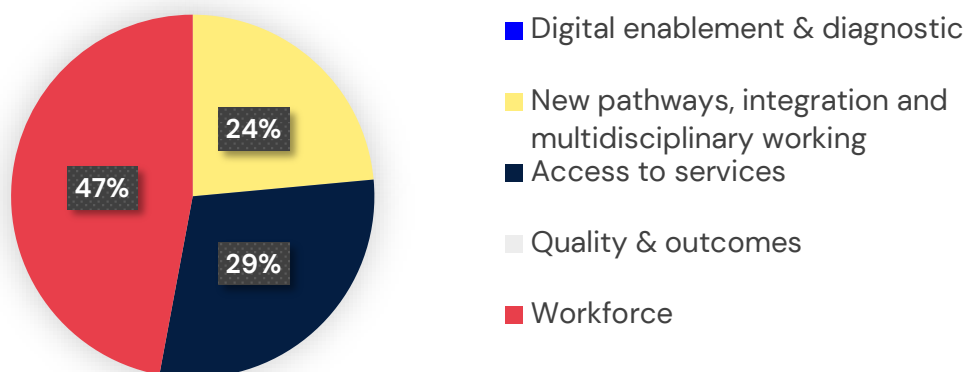 24%
47%
29%
Digital enablement & diagnostic
New pathways, integration and
multidisciplinary working
Access to services
Quality & outcomes
Workforce